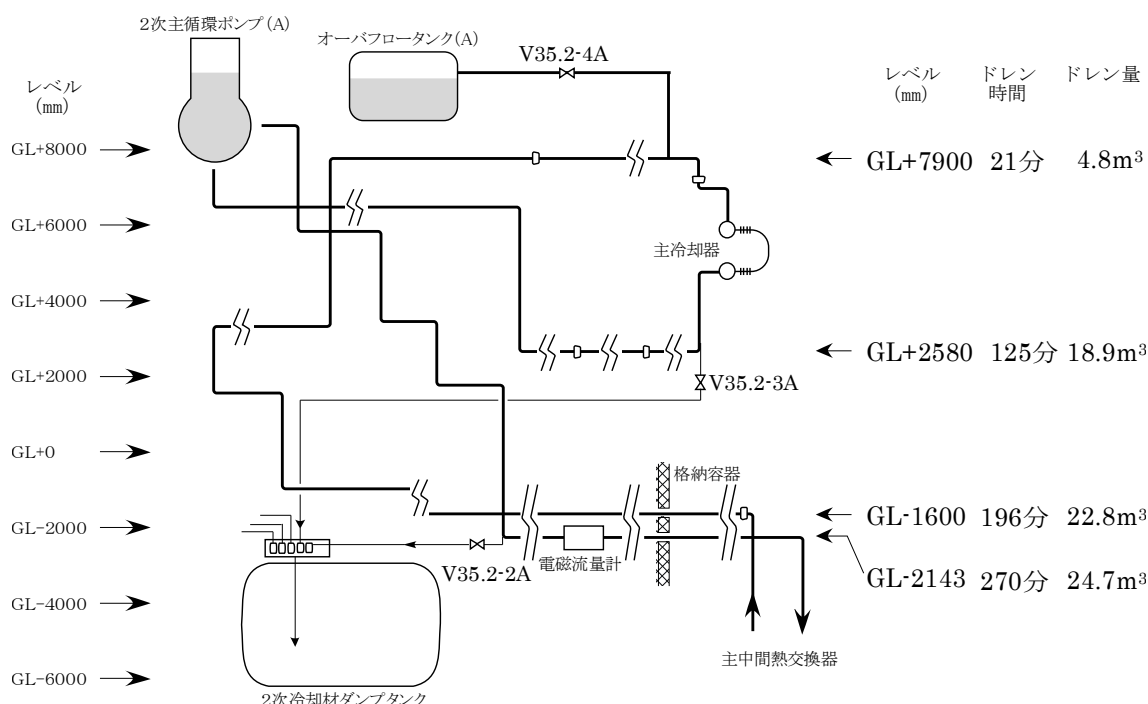 2次主循環ポンプ(A)
オーバフロータンク(A)
V35.2-4A
レベル
(mm)
GL+8000
GL+6000
GL+4000
GL+2000
GL+0
GL-2000
GL-4000
GL-6000
レベル
(mm)
ドレン
時間
ドレン量
GL+7900 21分 4.8m³
主冷却器
GL+2580 125分 18.9m³
V35.2-3A
格納容器
GL-1600 196分 22.8m³
V35.2-2A
電磁流量計
GL-2143 270分 24.7m³
主中間熱交換器
2次冷却材ダンプタンク